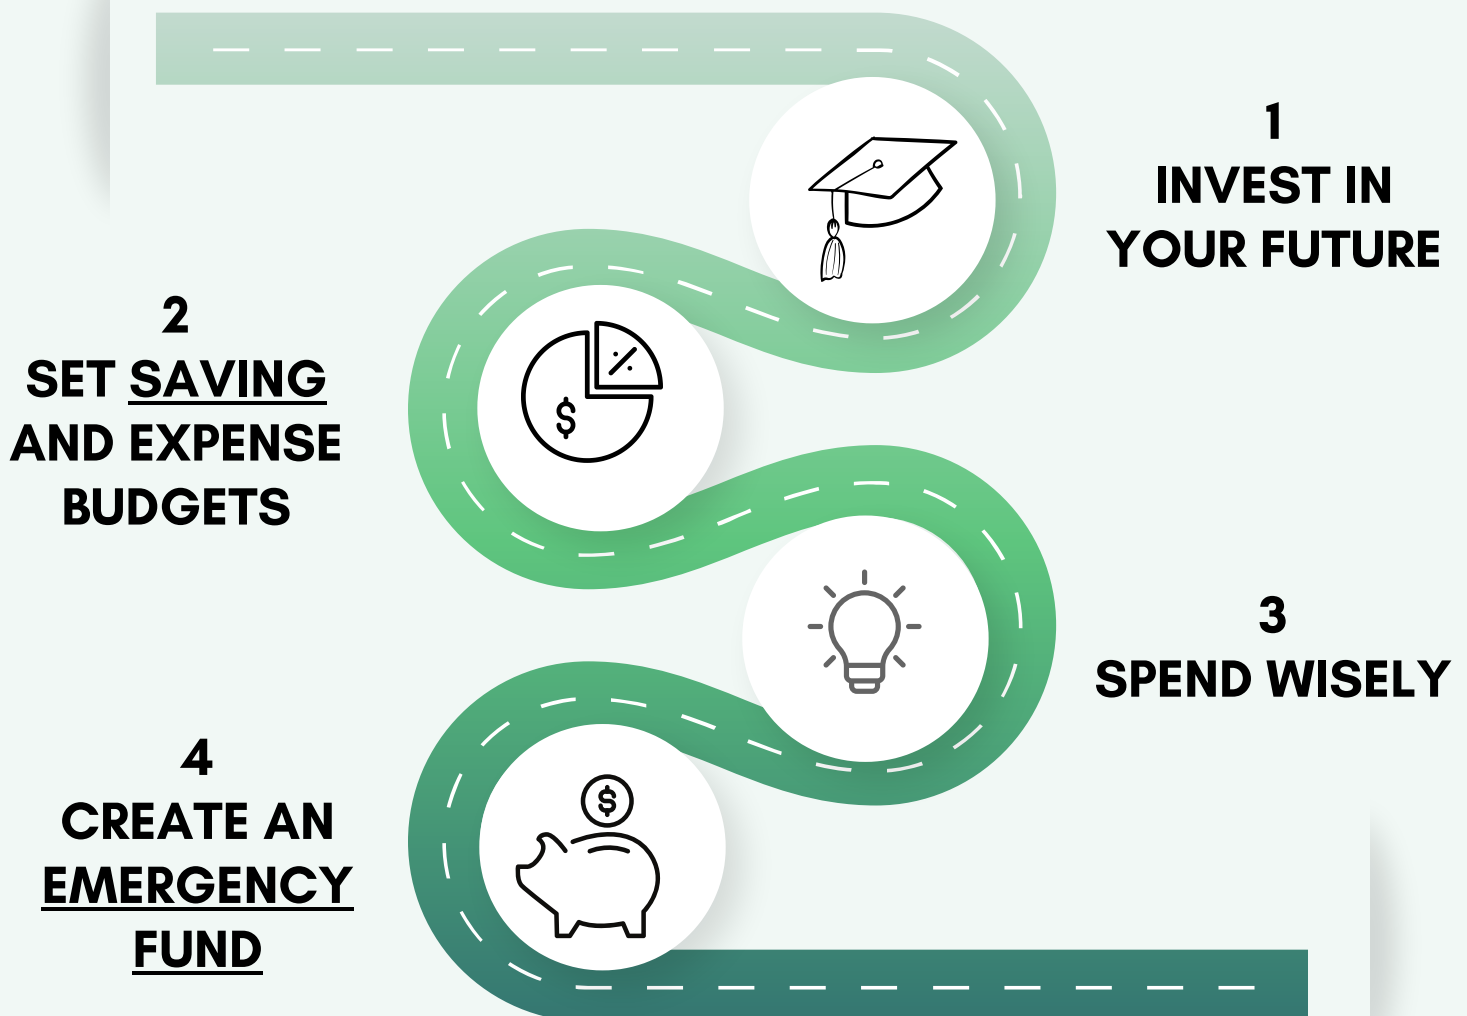 1
INVEST IN
YOUR FUTURE
2
SET SAVING
AND EXPENSE
BUDGETS
%
$
3
SPEND WISELY
4
CREATE AN
EMERGENCY
FUND
$